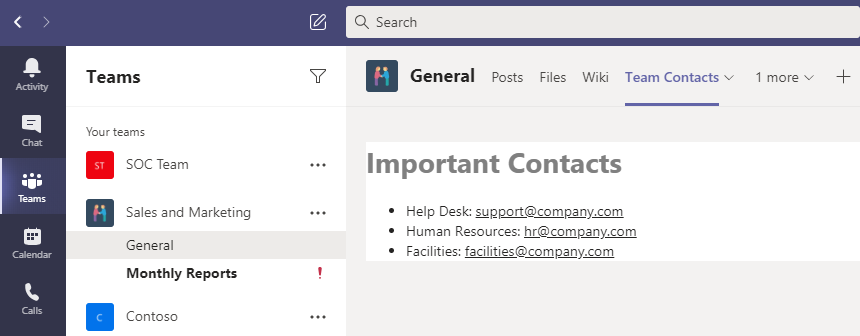 Search
Activity
Chat
Teams
Calendar
Calls
Teams
Your teams
ST SOC Team
Sales and Marketing
General
Monthly Reports !
C Contoso
General Posts Files Wiki Team Contacts 1 more
Important Contacts
Help Desk: support@company.com
Human Resources: hr@company.com
Facilities: facilities@company.com